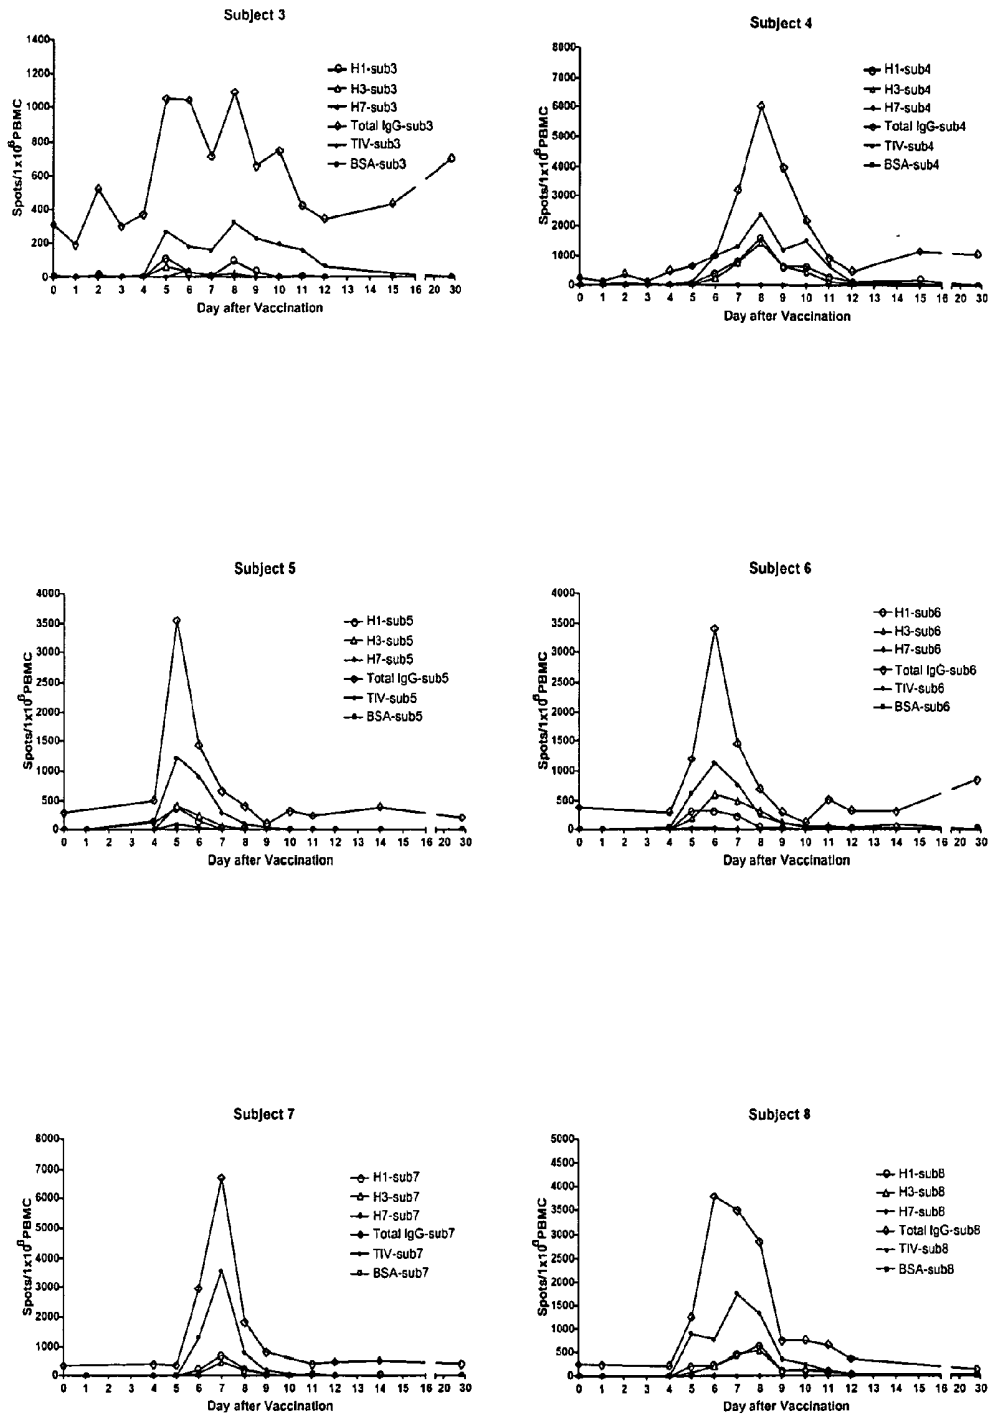 Subject 3
Spots/1x10⁶PBMC
1400
1200
1000
800
600
400
200
0
H1-sub3
H3-sub3
H7-sub3
Total IgG-sub3
TIV-sub3
BSA-sub3
0 1 2 3 4 5 6 7 8 9 10 11 12 13 14 15 16 20 30
Day after Vaccination
Subject 4
Spots/1x10⁶PBMC
8000
7000
6000
5000
4000
3000
2000
1000
0
H1-sub4
H3-sub4
H7-sub4
Total IgG-sub4
TIV-sub4
BSA-sub4
0 1 2 3 4 5 6 7 8 9 10 11 12 13 14 15 16 20 30
Day after Vaccination
Subject 5
Spots/1x10⁶PBMC
4000
3500
3000
2500
2000
1500
1000
500
0
H1-sub5
H3-sub5
H7-sub5
Total IgG-sub5
TIV-sub5
BSA-sub5
0 1 2 3 4 5 6 7 8 9 10 11 12 13 14 15 16 20 30
Day after Vaccination
Subject 6
Spots/1x10⁶PBMC
4000
3500
3000
2500
2000
1500
1000
500
0
H1-sub6
H3-sub6
H7-sub6
Total IgG-sub6
TIV-sub6
BSA-sub6
0 1 2 3 4 5 6 7 8 9 10 11 12 13 14 15 16 20 30
Day after Vaccination
Subject 7
Spots/1x10⁶PBMC
8000
7000
6000
5000
4000
3000
2000
1000
0
H1-sub7
H3-sub7
H7-sub7
Total IgG-sub7
TIV-sub7
BSA-sub7
0 1 2 3 4 5 6 7 8 9 10 11 12 13 14 15 16 20 30
Day after Vaccination
Subject 8
Spots/1x10⁶PBMC
5000
4500
4000
3500
3000
2500
2000
1500
1000
500
0
H1-sub8
H3-sub8
H7-sub8
Total IgG-sub8
TIV-sub8
BSA-sub8
0 1 2 3 4 5 6 7 8 9 10 11 12 13 14 15 16 20 30
Day after Vaccination